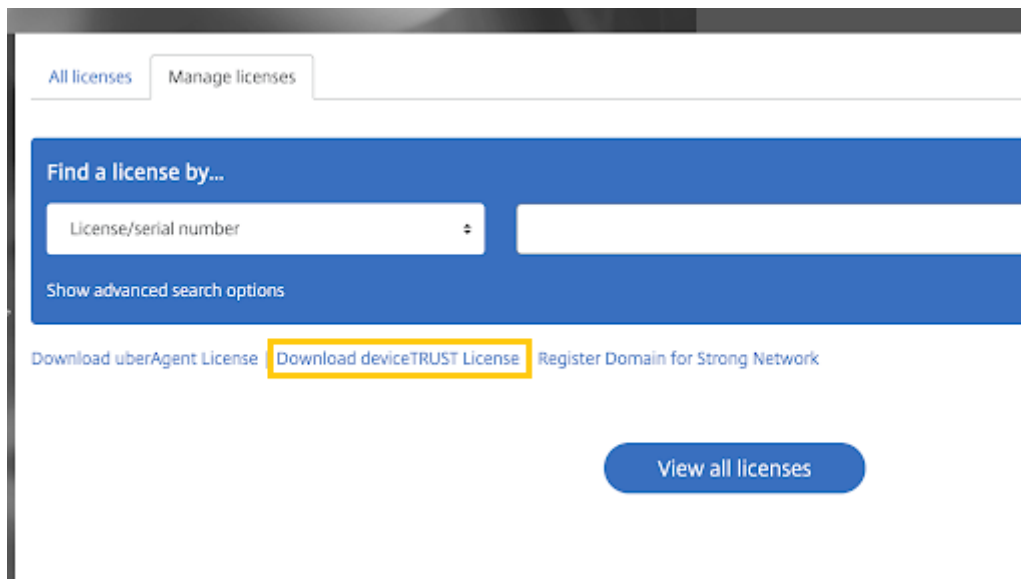 All licenses
Manage licenses
Find a license by...
License/serial number
Show advanced search options
Download uberAgent License | Download deviceTRUST License Register Domain for Strong Network
View all licenses